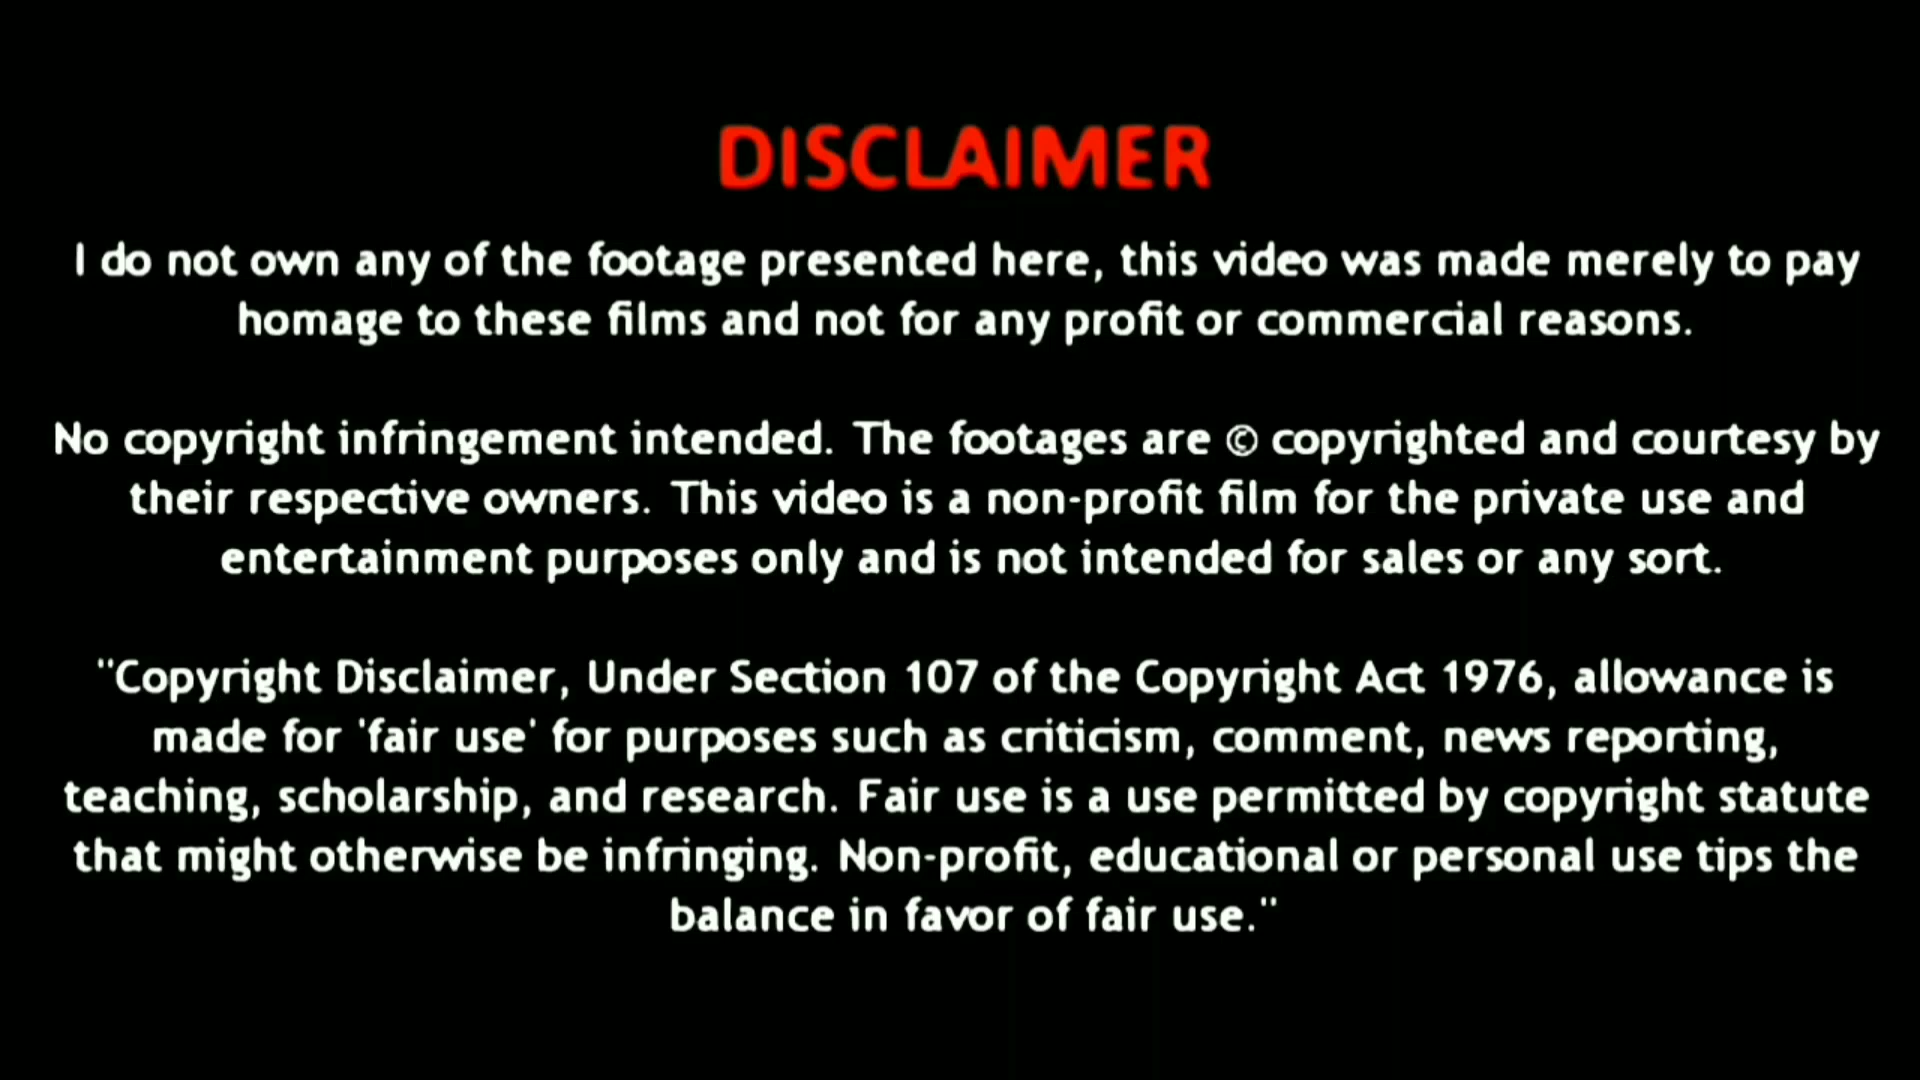 DISCLAIMER
I do not own any of the footage presented here, this video was made merely to pay
homage to these films and not for any profit or commercial reasons.
No copyright infringement intended. The footages are © copyrighted and courtesy by
their respective owners. This video is a non-profit film for the private use and
entertainment purposes only and is not intended for sales or any sort.
"Copyright Disclaimer, Under Section 107 of the Copyright Act 1976, allowance is
made for 'fair use' for purposes such as criticism, comment, news reporting,
teaching, scholarship, and research. Fair use is a use permitted by copyright statute
that might otherwise be infringing. Non-profit, educational or personal use tips the
balance in favor of fair use."